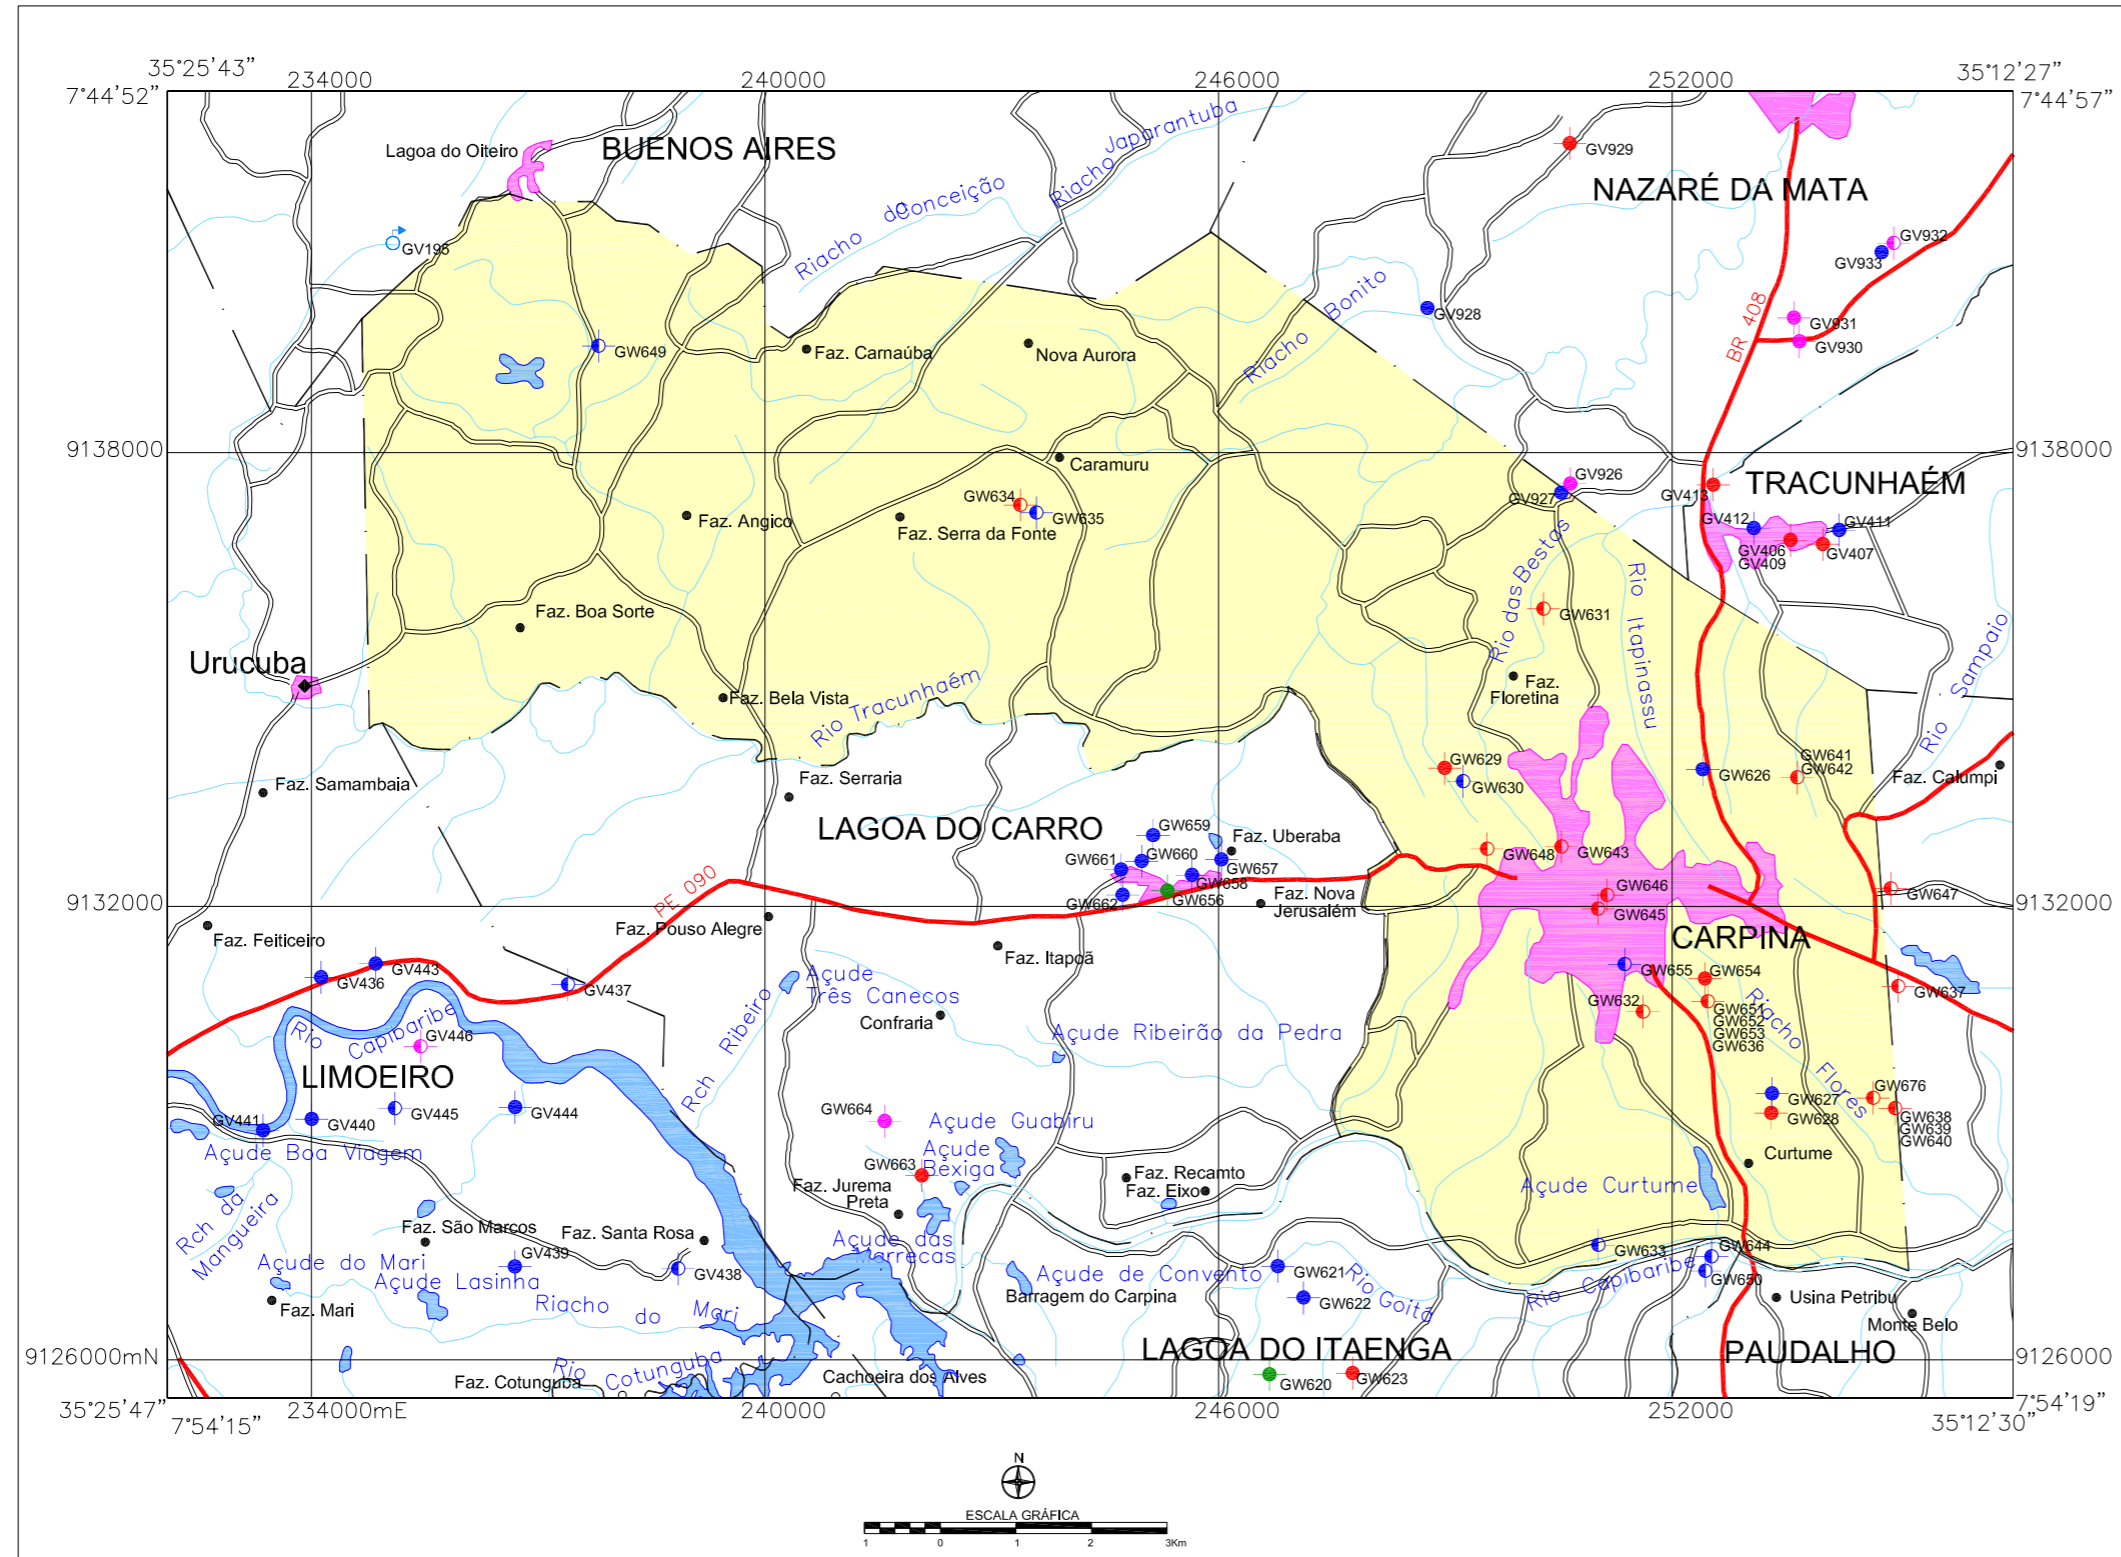 35°25'43"
234000
240000
246000
252000
35°12'27"
7°44'52"
7°44'57"
Lagoa do Oiteiro
BUENOS AIRES
Riacho Japarantuba
GV929
NAZARÉ DA MATA
Riacho da Conceição
GV195
GV932
GV933
Riacho Bonito
GV928
BR 408
GV931
GV930
GW649
Faz. Carnaúba
Nova Aurora
9138000
9138000
Caramuru
GW634
GW635
GV926
GV927
GV413
TRACUNHAÉM
Faz. Angico
Faz. Serra da Fonte
GV412
GV411
GV406
GV409
GV407
Rio das Bestas
Rio Itapinassu
Rio Sampaio
Faz. Boa Sorte
GW631
Urucuba
Faz. Bela Vista
Rio Tracunhaém
Faz.
Floretina
Faz. Samambaia
Faz. Serraria
GW629
GW630
GW626
GW641
GW642
Faz. Calumpi
LAGOA DO CARRO
GW659
Faz. Uberaba
GW661
GW660
GW657
GW658
GW656
GW662
GW648
GW643
GW646
GW645
GW647
PE 090
9132000
9132000
Faz. Nova
Jerusalém
Faz. Feiticeiro
Faz. Pouso Alegre
Faz. Itapoã
CARPINA
GV443
GV436
GV437
Açude
Três Canecos
Confraria
GW655
GW654
GW637
GW632
GW651
GW652
GW653
GW636
Rio Capibaribe
GV446
Rch Ribeiro
Açude Ribeirão da Pedra
Riacho Flores
LIMOEIRO
GV441
GV440
GV445
GV444
GW664
Açude Guabiru
GW676
GW627
GW628
GW638
GW639
GW640
Açude Boa Viagem
Açude
Bexiga
GW663
Faz. Jurema
Preta
Faz. Recamto
Faz. Eixo
Curtume
Açude Curtume
Rch da
Mangueira
Faz. São Marcos
Faz. Santa Rosa
Açude das
Marrecas
GW633
GW644
GW650
Açude do Mari
GV439
GV438
Açude Lasinha
Açude de Convento
Barragem do Carpina
GW621
GW622
Rio Goitá
Rio Capibaribe
Faz. Mari
Riacho do Mari
Usina Petribu
Monte Belo
LAGOA DO ITAENGA
PAUDALHO
9126000mN
9126000
Rio Cotunguba
Faz. Cotunguba
Cachoeira dos Alves
GW620
GW623
35°25'47"
7°54'15"
234000mE
240000
246000
252000
7°54'19"
35°12'30"
N
ESCALA GRÁFICA
1 0 1 2 3Km